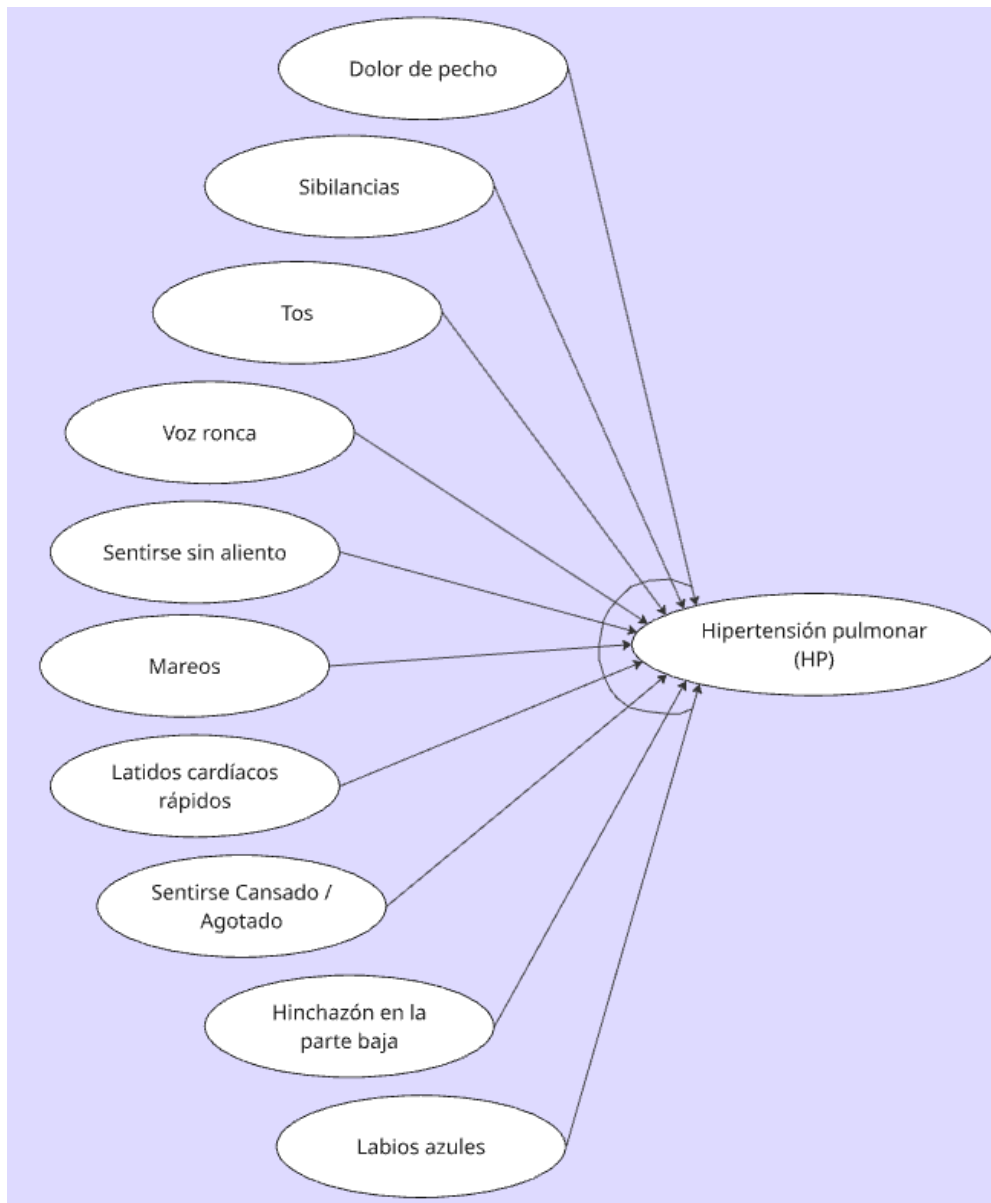 Dolor de pecho
Sibilancias
Tos
Voz ronca
Sentirse sin aliento
Hipertensión pulmonar
(HP)
Mareos
Latidos cardíacos
rápidos
Sentirse Cansado /
Agotado
Hinchazón en la
parte baja
Labios azules